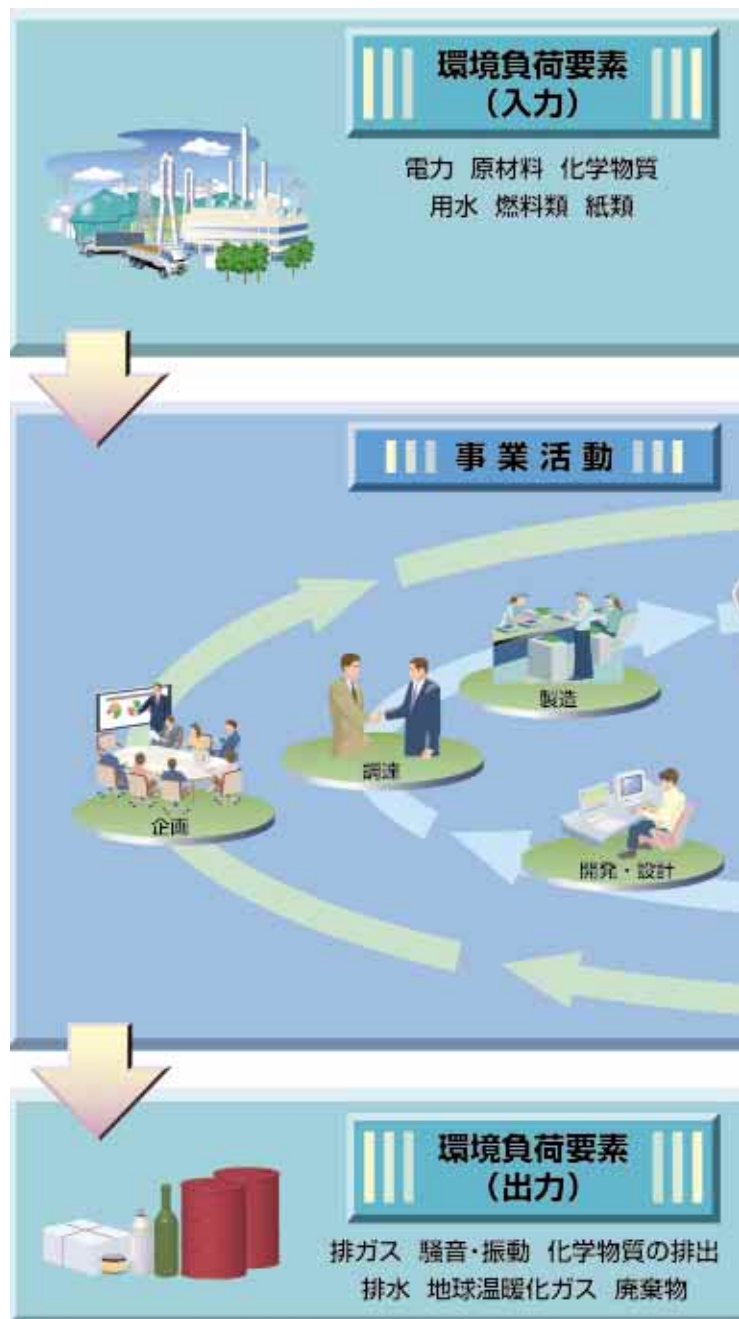 環境負荷要素
(入力)
電力 原材料 化学物質
用水 燃料類 紙類
事業活動
製造
調達
企画
開発・設計
環境負荷要素
(出力)
排ガス 騒音・振動 化学物質の排出
排水 地球温暖化ガス 廃棄物